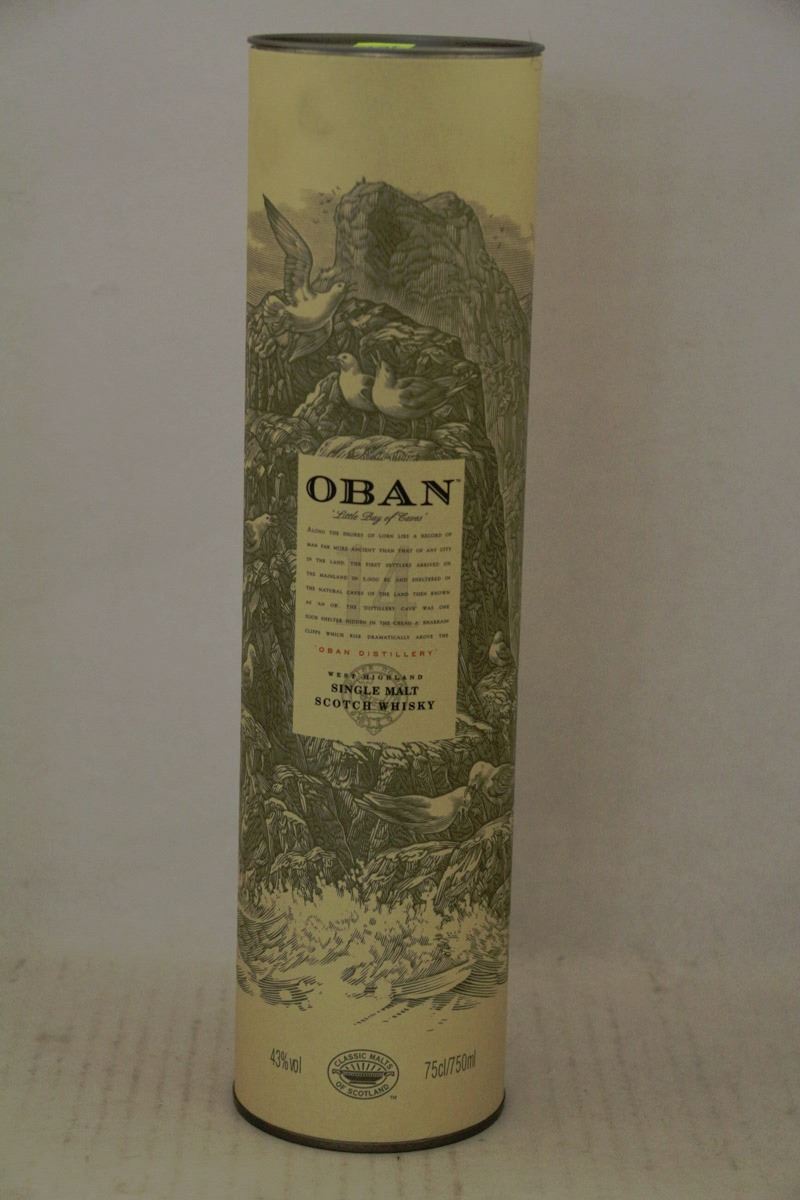 OBAN™
'Little Bay of Caves'
ALONG THE SHORES OF LORN LIES A RECORD OF
MAN FAR MORE ANCIENT THAN THAT OF ANY CITY
IN THE LAND. THE FIRST SETTLERS ARRIVED ON
THE MAINLAND IN 5,000 BC AND SHELTERED IN
THE NATURAL CAVES OF THE LAND THEN KNOWN
AS 'AN OB'. THE 'DISTILLERY CAVE' WAS ONE
SUCH SHELTER HIDDEN IN THE CREAG A' BHARRAIN
CLIFFS WHICH RISE DRAMATICALLY ABOVE THE
'OBAN DISTILLERY'
WEST HIGHLAND
SINGLE MALT
SCOTCH WHISKY
43% vol
CLASSIC MALTS
OF SCOTLAND
™
75cl/750ml